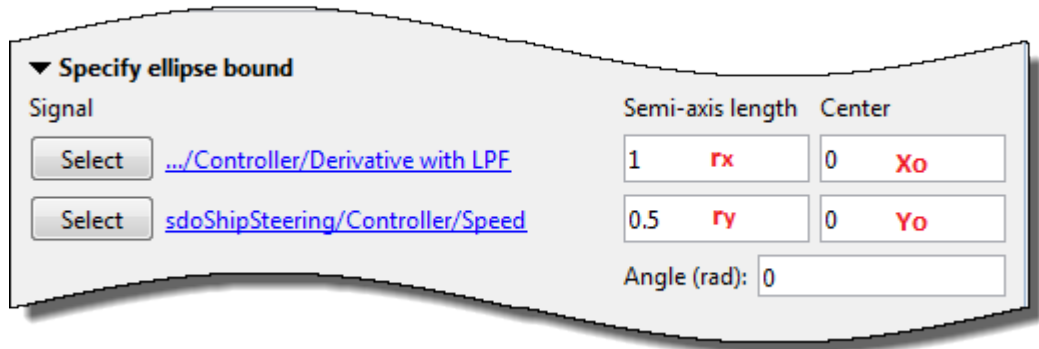 Specify ellipse bound
Signal Semi-axis length Center
Select .../Controller/Derivative with LPF 1 rx 0 Xo
Select sdoShipSteering/Controller/Speed 0.5 ry 0 Yo
Angle (rad): 0